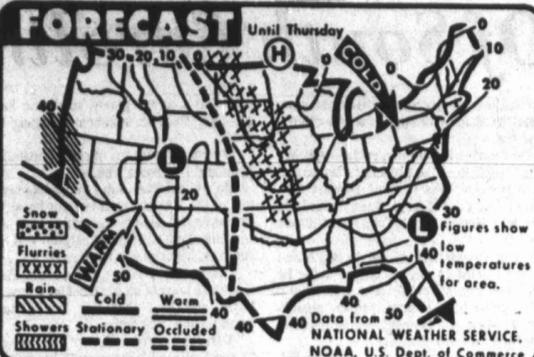 FORECAST
Until Thursday
H
COLD
30 20 10 0
0
0
0
10
20
40
L
20
WARM
50
L
30
40
40
40
40
40
50
Snow
Flurries
XXXX
Rain
Showers
Cold
Warm
Stationary
Occluded
Figures show
low
temperatures
for area.
Data from
NATIONAL WEATHER SERVICE,
NOAA, U.S. Dept. of Commerce